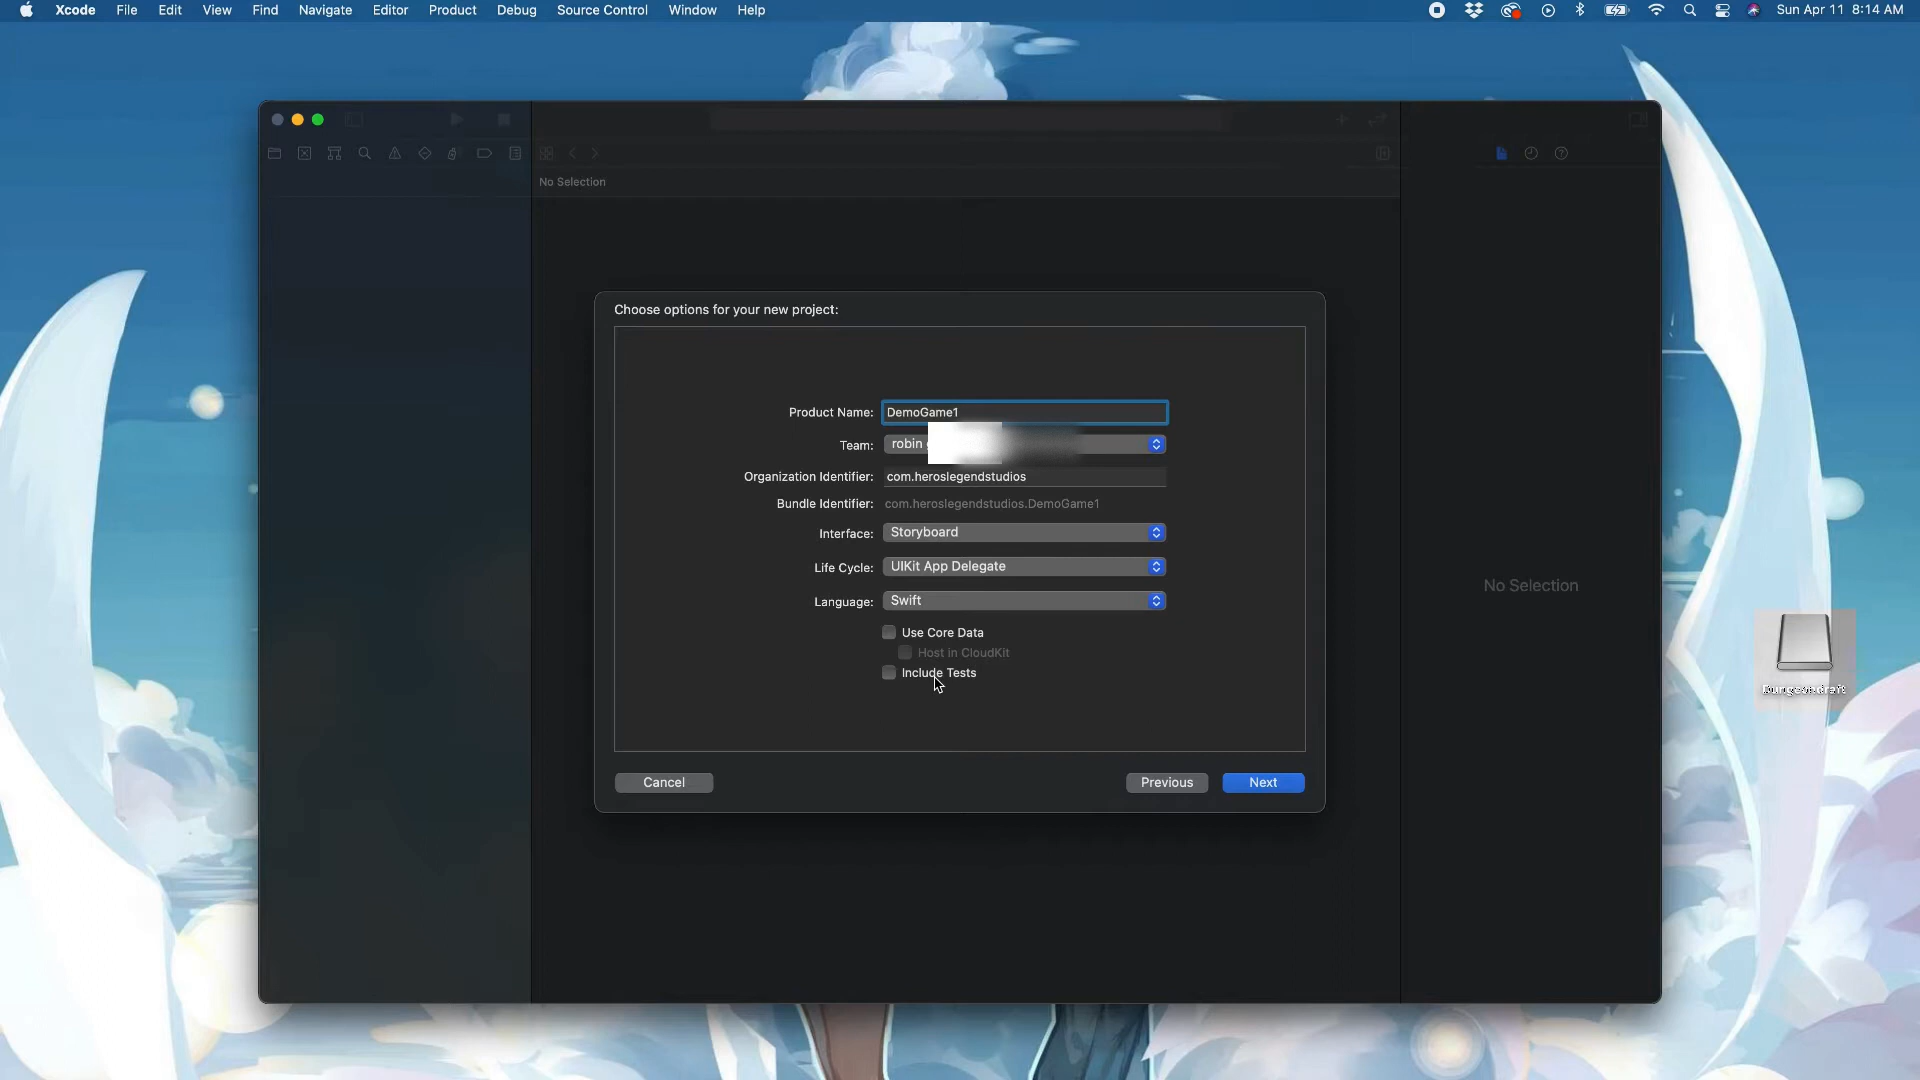 Xcode File Edit View Find Navigate Editor Product Debug Source Control Window Help Sun Apr 11 8:14 AM
No Selection
Choose options for your new project:
Product Name: DemoGame1
Team: robin
Organization Identifier: com.heroslegendstudios
Bundle Identifier: com.heroslegendstudios.DemoGame1
Interface: Storyboard
Life Cycle: UIKit App Delegate
Language: Swift
Use Core Data
Host in CloudKit
Include Tests
Cancel Previous Next
No Selection
Dungeondraft